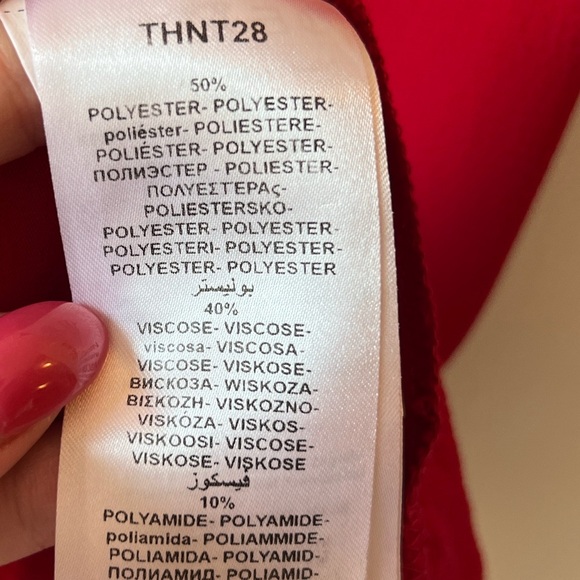 THNT28
50%
POLYESTER- POLYESTER-
poliéster- POLIESTERE-
POLIÉSTER- POLYESTER-
ПОЛИЭСТЕР - POLIESTER-
ΠΟΛΥΕΣΤΕΡΑς-
POLIESTERSKO-
POLYESTER- POLYESTER-
POLYESTERI- POLYESTER-
POLYESTER- POLYESTER
بوليستر
40%
VISCOSE- VISCOSE-
viscosa- VISCOSA-
VISCOSE- VISKOSE-
ВИСКОЗА- WISKOZA-
ΒΙΣΚΟΖΗ- VISKOZNO-
VISKÓZA- VISKOS-
VISKOOSI- VISCOSE-
VISKOSE- VIŞKOSE
فيسكوز
10%
POLYAMIDE- POLYAMIDE-
poliamida- POLIAMMIDE-
POLIAMIDA- POLYAMID-
ПОЛИАМИД- POLIAMID-